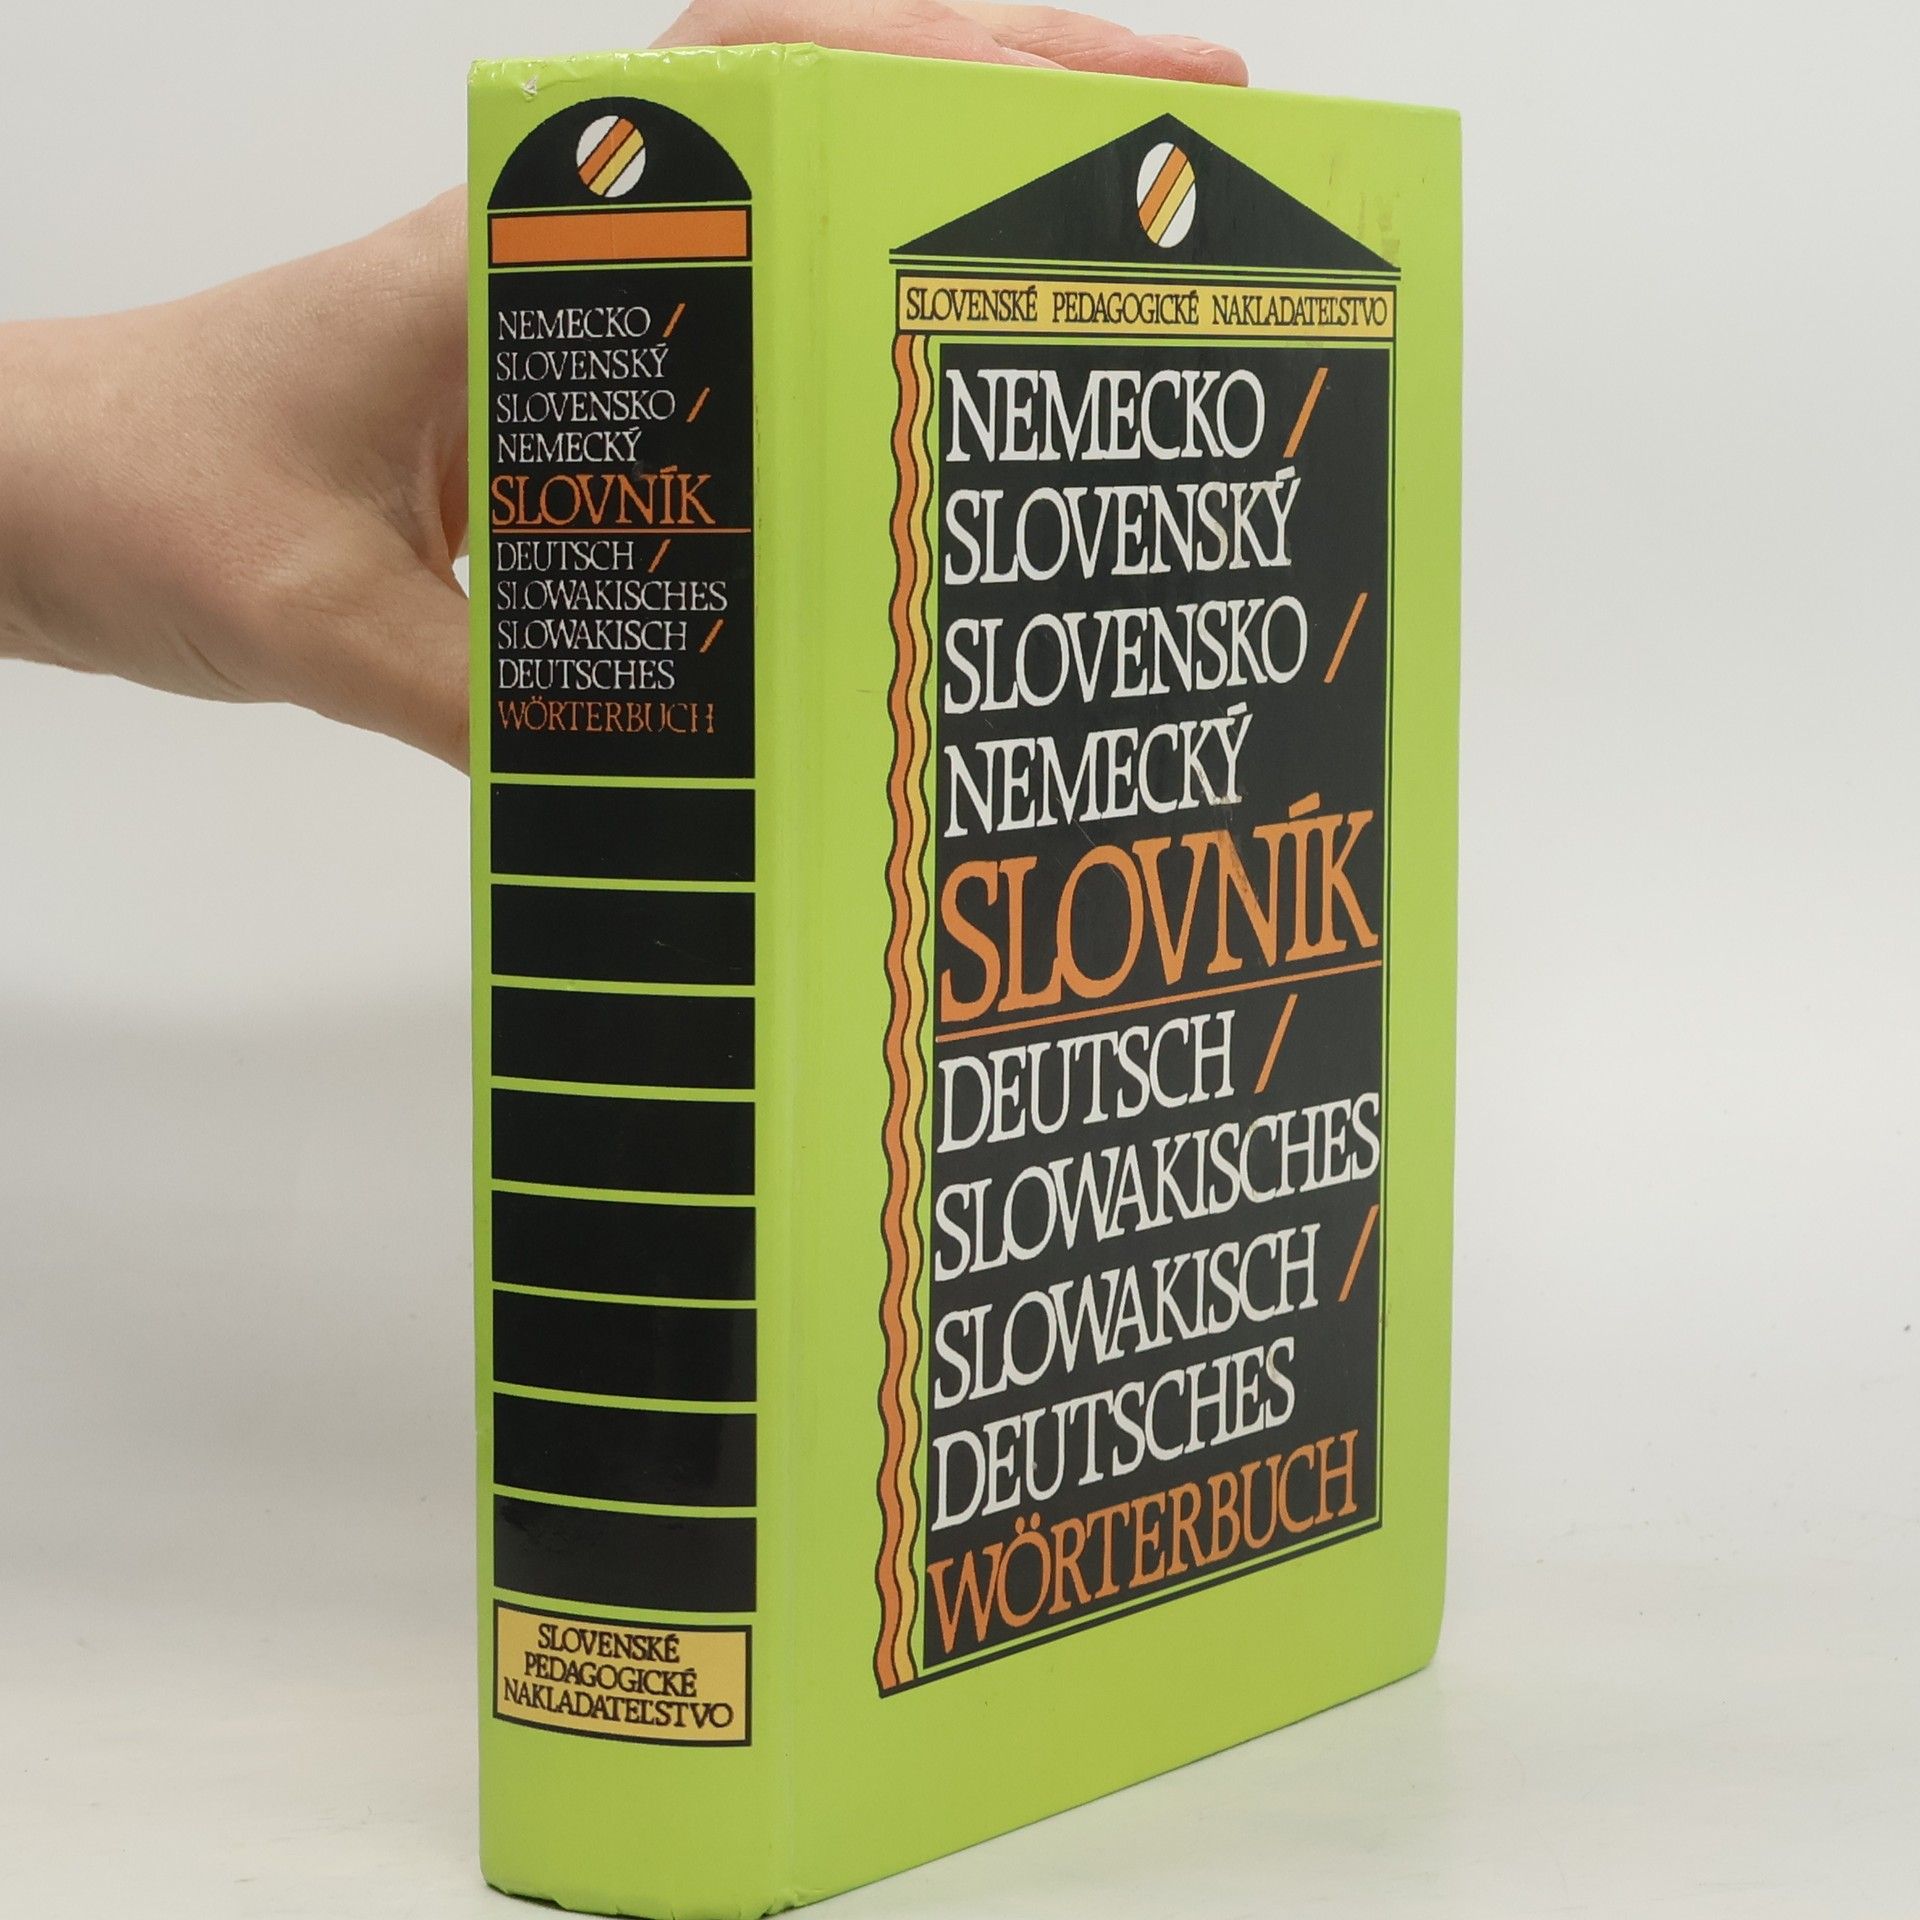 NEMECKO /
SLOVENSKÝ
SLOVENSKO /
NEMECKÝ
SLOVNÍK
DEUTSCH /
SLOWAKISCHES
SLOWAKISCH /
DEUTSCHES
WÖRTERBUCH
SLOVENSKÉ
PEDAGOGICKÉ
NAKLADATEĽSTVO
SLOVENSKÉ PEDAGOGICKÉ NAKLADATEĽSTVO
NEMECKO /
SLOVENSKÝ
SLOVENSKO /
NEMECKÝ
SLOVNÍK
DEUTSCH /
SLOWAKISCHES
SLOWAKISCH /
DEUTSCHES
WÖRTERBUCH